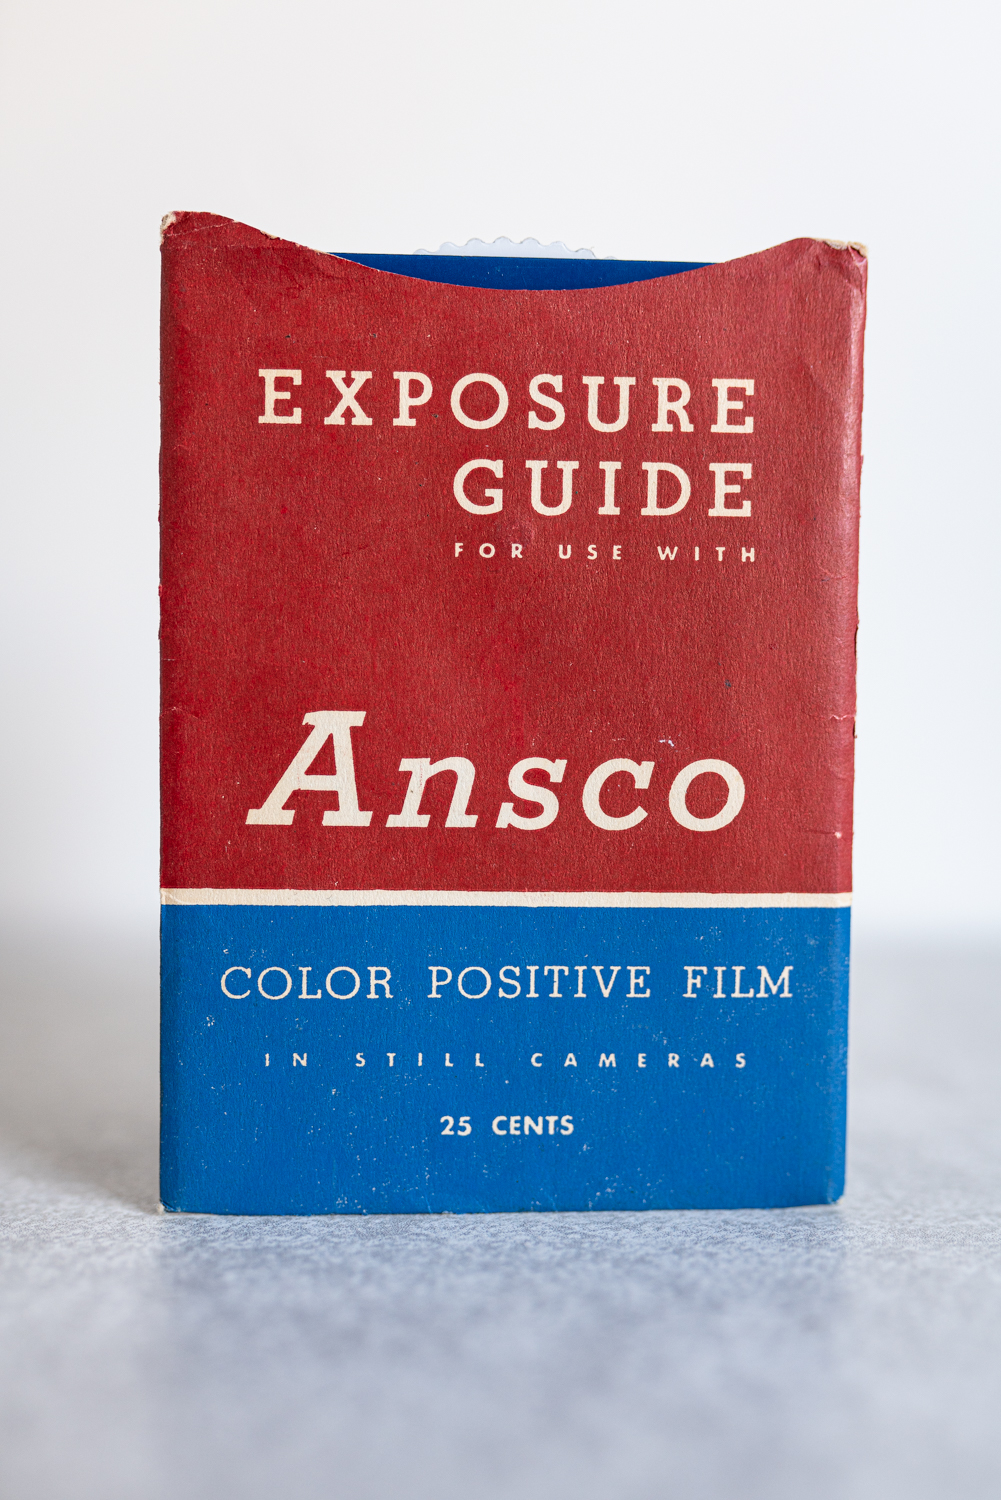 EXPOSURE
GUIDE
FOR USE WITH
Ansco
COLOR POSITIVE FILM
IN STILL CAMERAS
25 CENTS